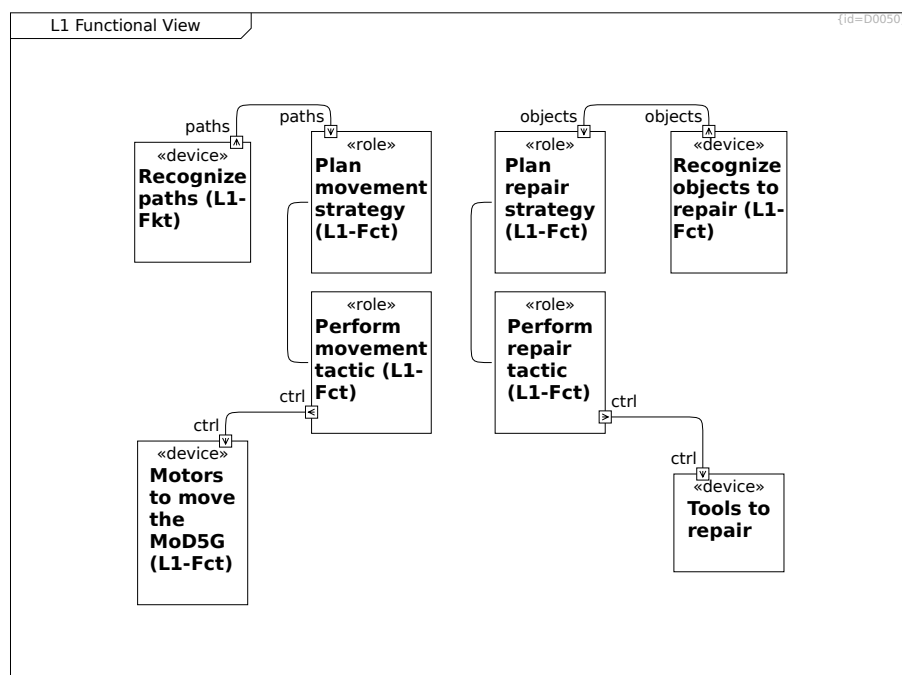 L1 Functional View
{id=D0050
paths
paths
objects
objects
«device»
Recognize
paths (L1-
Fkt)
«role»
Plan
movement
strategy
(L1-Fct)
«role»
Plan
repair
strategy
(L1-Fct)
«device»
Recognize
objects to
repair (L1-
Fct)
«role»
Perform
movement
tactic (L1-
Fct)
«role»
Perform
repair
tactic
(L1-Fct)
ctrl
ctrl
ctrl
ctrl
«device»
Motors
to move
the
MoD5G
(L1-Fct)
«device»
Tools to
repair